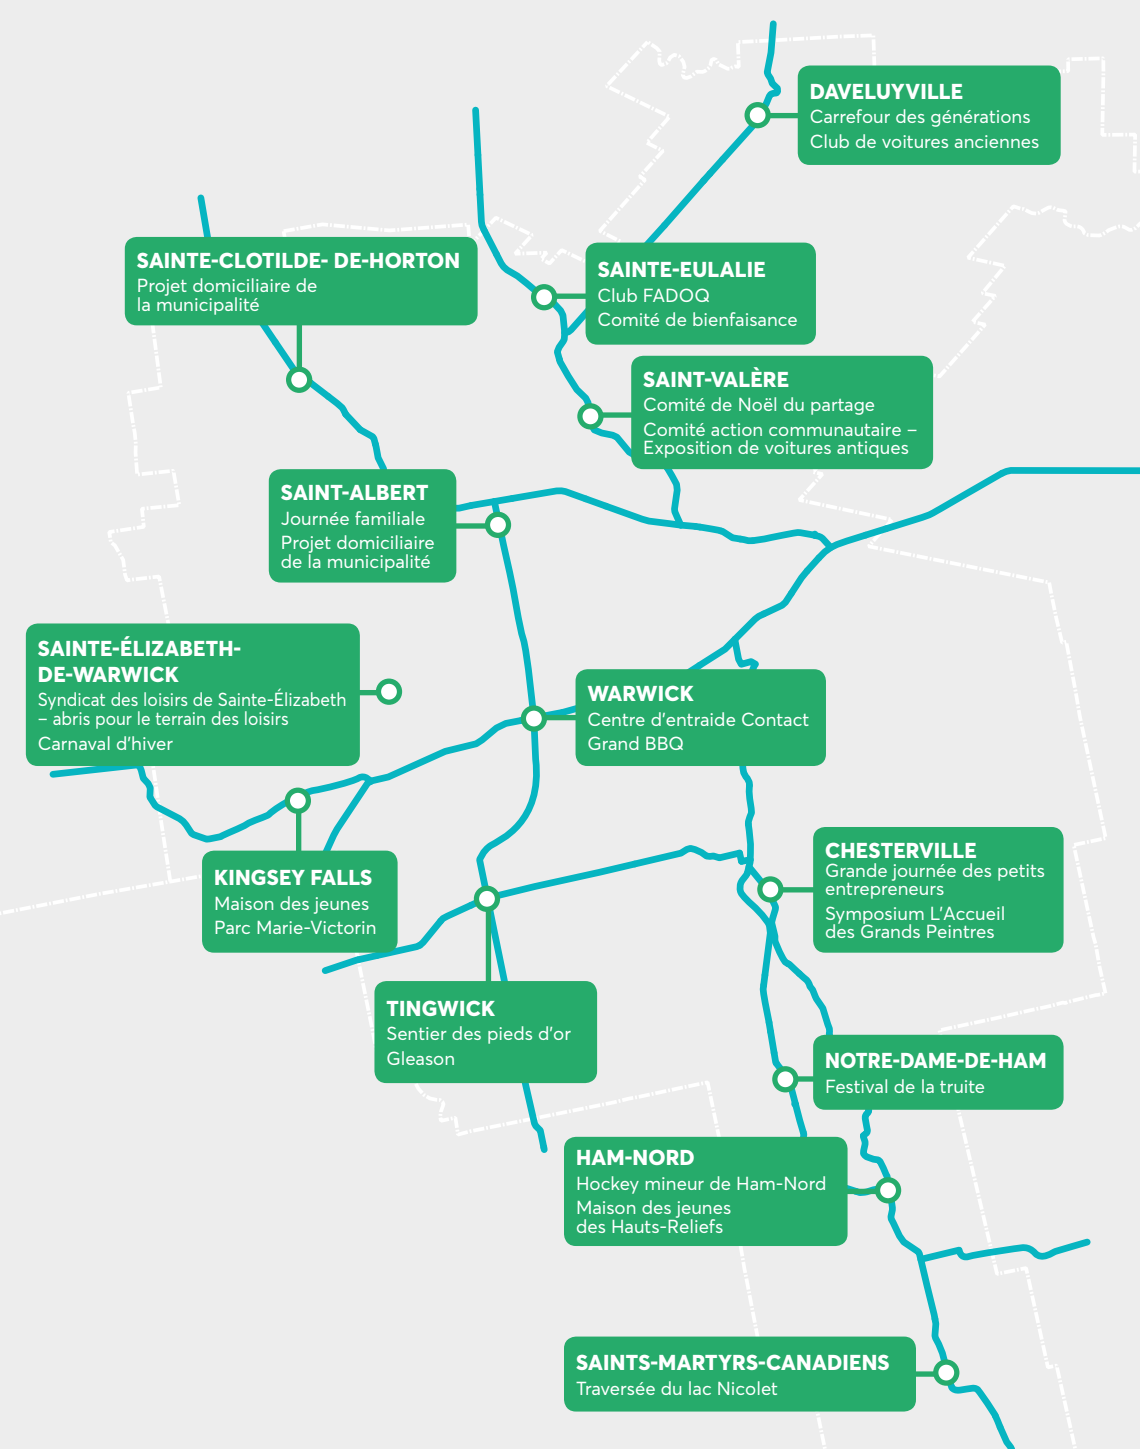 DAVELUYVILLE
Carrefour des générations
Club de voitures anciennes
SAINTE-CLOTILDE- DE-HORTON
Projet domiciliaire de
la municipalité
SAINTE-EULALIE
Club FADOQ
Comité de bienfaisance
SAINT-VALÈRE
Comité de Noël du partage
Comité action communautaire –
Exposition de voitures antiques
SAINT-ALBERT
Journée familiale
Projet domiciliaire
de la municipalité
SAINTE-ÉLIZABETH-
DE-WARWICK
Syndicat des loisirs de Sainte-Élizabeth
– abris pour le terrain des loisirs
Carnaval d'hiver
WARWICK
Centre d'entraide Contact
Grand BBQ
KINGSEY FALLS
Maison des jeunes
Parc Marie-Victorin
CHESTERVILLE
Grande journée des petits
entrepreneurs
Symposium L'Accueil
des Grands Peintres
TINGWICK
Sentier des pieds d'or
Gleason
NOTRE-DAME-DE-HAM
Festival de la truite
HAM-NORD
Hockey mineur de Ham-Nord
Maison des jeunes
des Hauts-Reliefs
SAINTS-MARTYRS-CANADIENS
Traversée du lac Nicolet